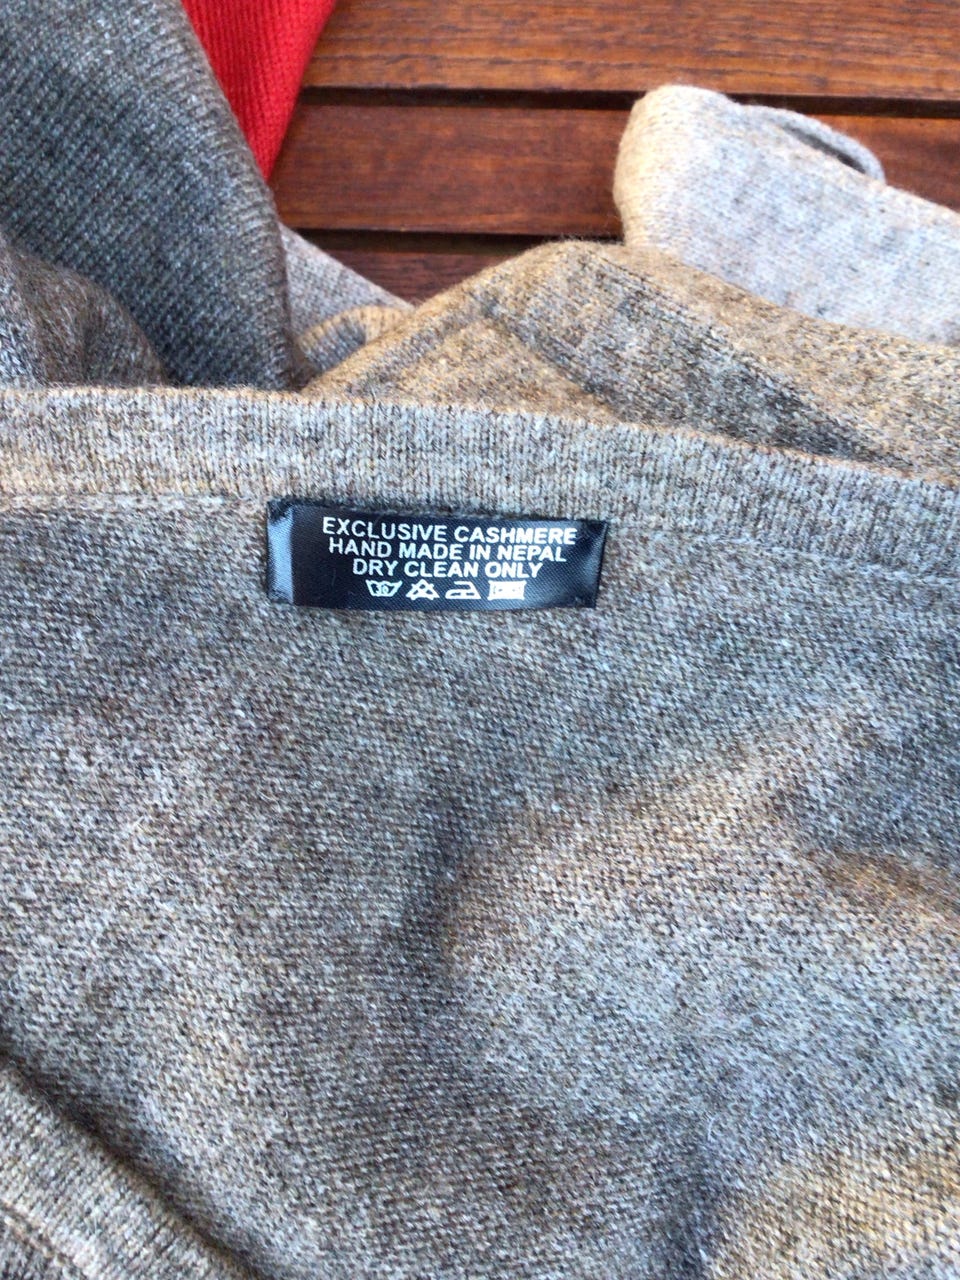 EXCLUSIVE CASHMERE
HAND MADE IN NEPAL
DRY CLEAN ONLY